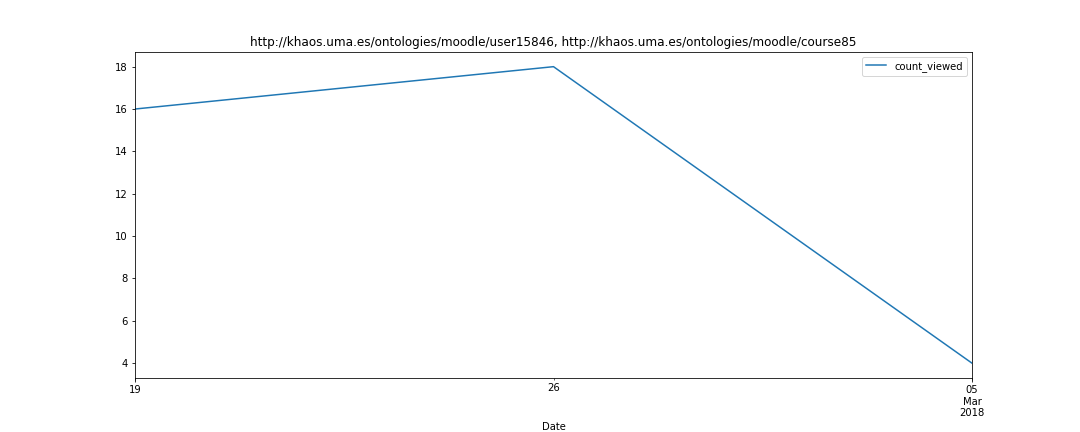 http://khaos.uma.es/ontologies/moodle/user15846, http://khaos.uma.es/ontologies/moodle/course85
count_viewed
18
16
14
12
10
8
6
4
19 26 05
Mar
2018
Date